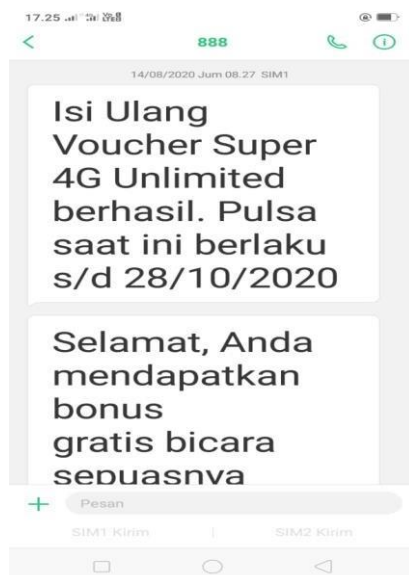 17.25
888
14/08/2020 Jum 08.27 SIM1
Isi Ulang
Voucher Super
4G Unlimited
berhasil. Pulsa
saat ini berlaku
s/d 28/10/2020
Selamat, Anda
mendapatkan
bonus
gratis bicara
sepuasnya
Pesan
SIM1 Kirim
SIM2 Kirim